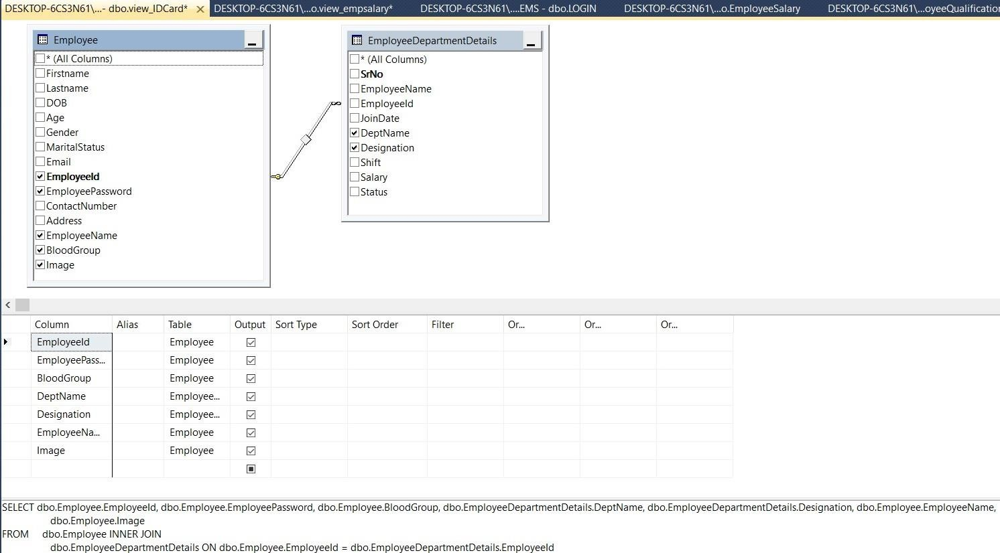 DESKTOP-6CS3N61\...- dbo.view_IDCard* DESKTOP-6CS3N61\...o.view_empsalary* DESKTOP-6CS3N61\....EMS - dbo.LOGIN DESKTOP-6CS3N61\...o.EmployeeSalary DESKTOP-6CS3N61\...oyeeQualification
Employee
* (All Columns)
Firstname
Lastname
DOB
Age
Gender
MaritalStatus
Email
EmployeeId
EmployeePassword
ContactNumber
Address
EmployeeName
BloodGroup
Image
EmployeeDepartmentDetails
* (All Columns)
SrNo
EmployeeName
EmployeeId
JoinDate
DeptName
Designation
Shift
Salary
Status
Column Alias Table Output Sort Type Sort Order Filter Or... Or... Or...
EmployeeId Employee
EmployeePass... Employee
BloodGroup Employee
DeptName Employee...
Designation Employee...
EmployeeNa... Employee
Image Employee
SELECT dbo.Employee.EmployeeId, dbo.Employee.EmployeePassword, dbo.Employee.BloodGroup, dbo.EmployeeDepartmentDetails.DeptName, dbo.EmployeeDepartmentDetails.Designation, dbo.Employee.EmployeeName,
dbo.Employee.Image
FROM dbo.Employee INNER JOIN
dbo.EmployeeDepartmentDetails ON dbo.Employee.EmployeeId = dbo.EmployeeDepartmentDetails.EmployeeId